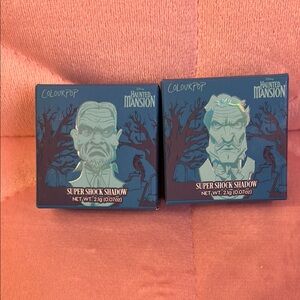 COLOURPOP
Disney
HAUNTED
MANSION
SUPER SHOCK SHADOW
NET WT. 2.1g (0.07oz)
COLOURPOP
Disney
HAUNTED
MANSION
SUPER SHOCK SHADOW
NET WT. 2.1g (0.07oz)